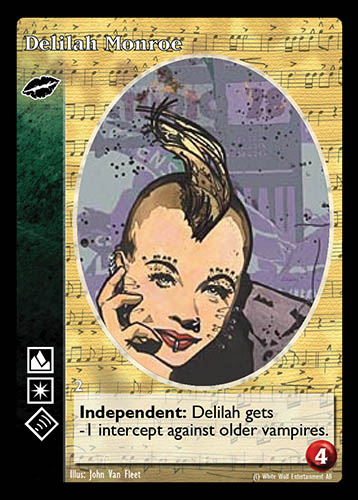 Delilah Monroe
2
Independent: Delilah gets
-1 intercept against older vampires.
4
Illus: John Van Fleet
(C) White Wolf Entertainment AB